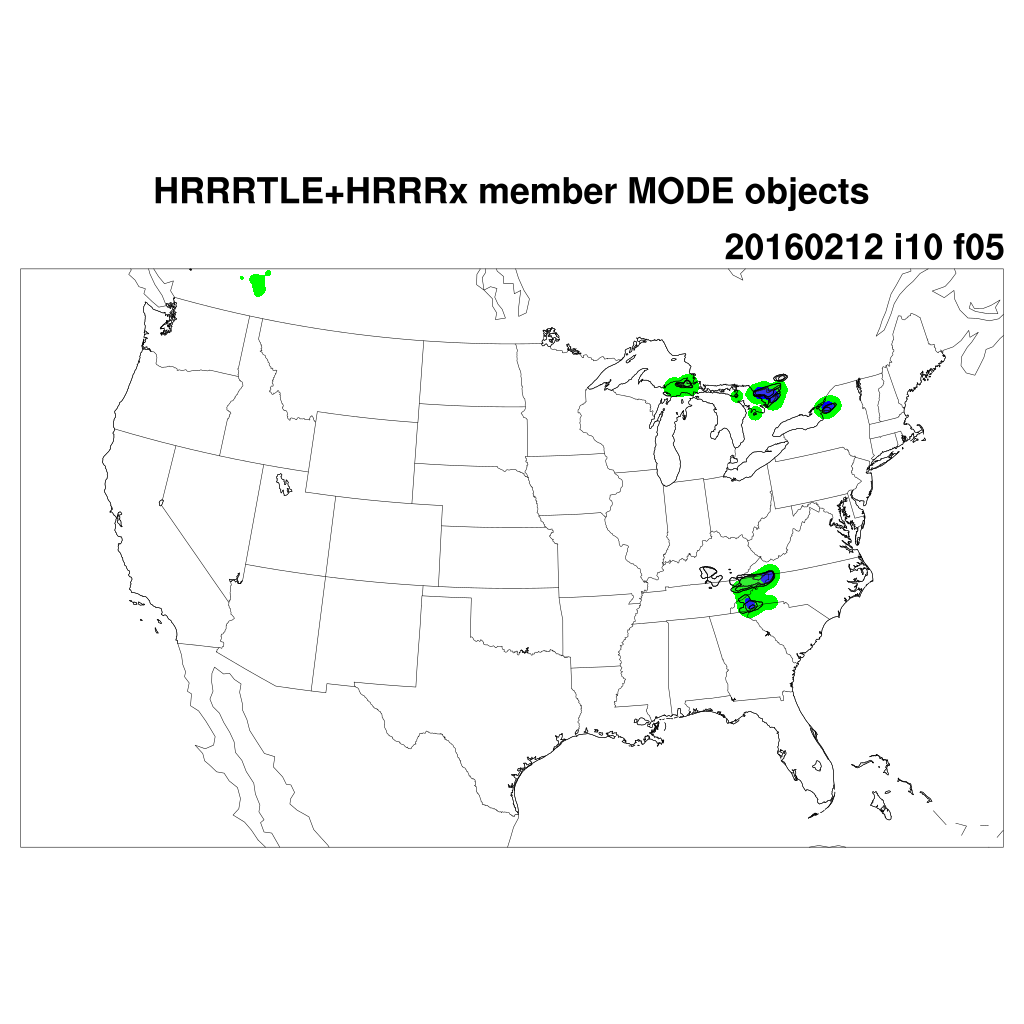 HRRRTLE+HRRRx member MODE objects
20160212 i10 f05